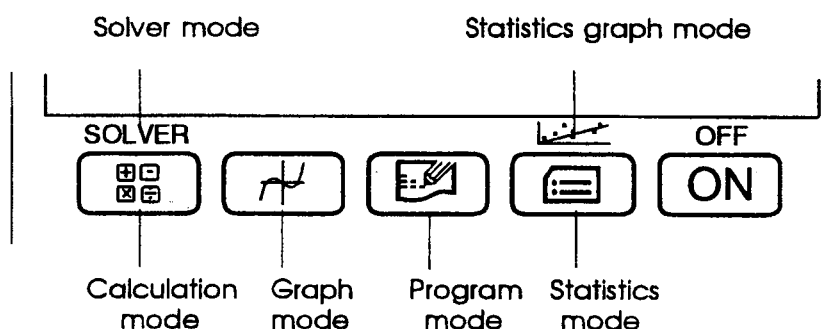 Solver mode Statistics graph mode
SOLVER OFF
ON
Calculation Graph Program Statistics
mode mode mode mode